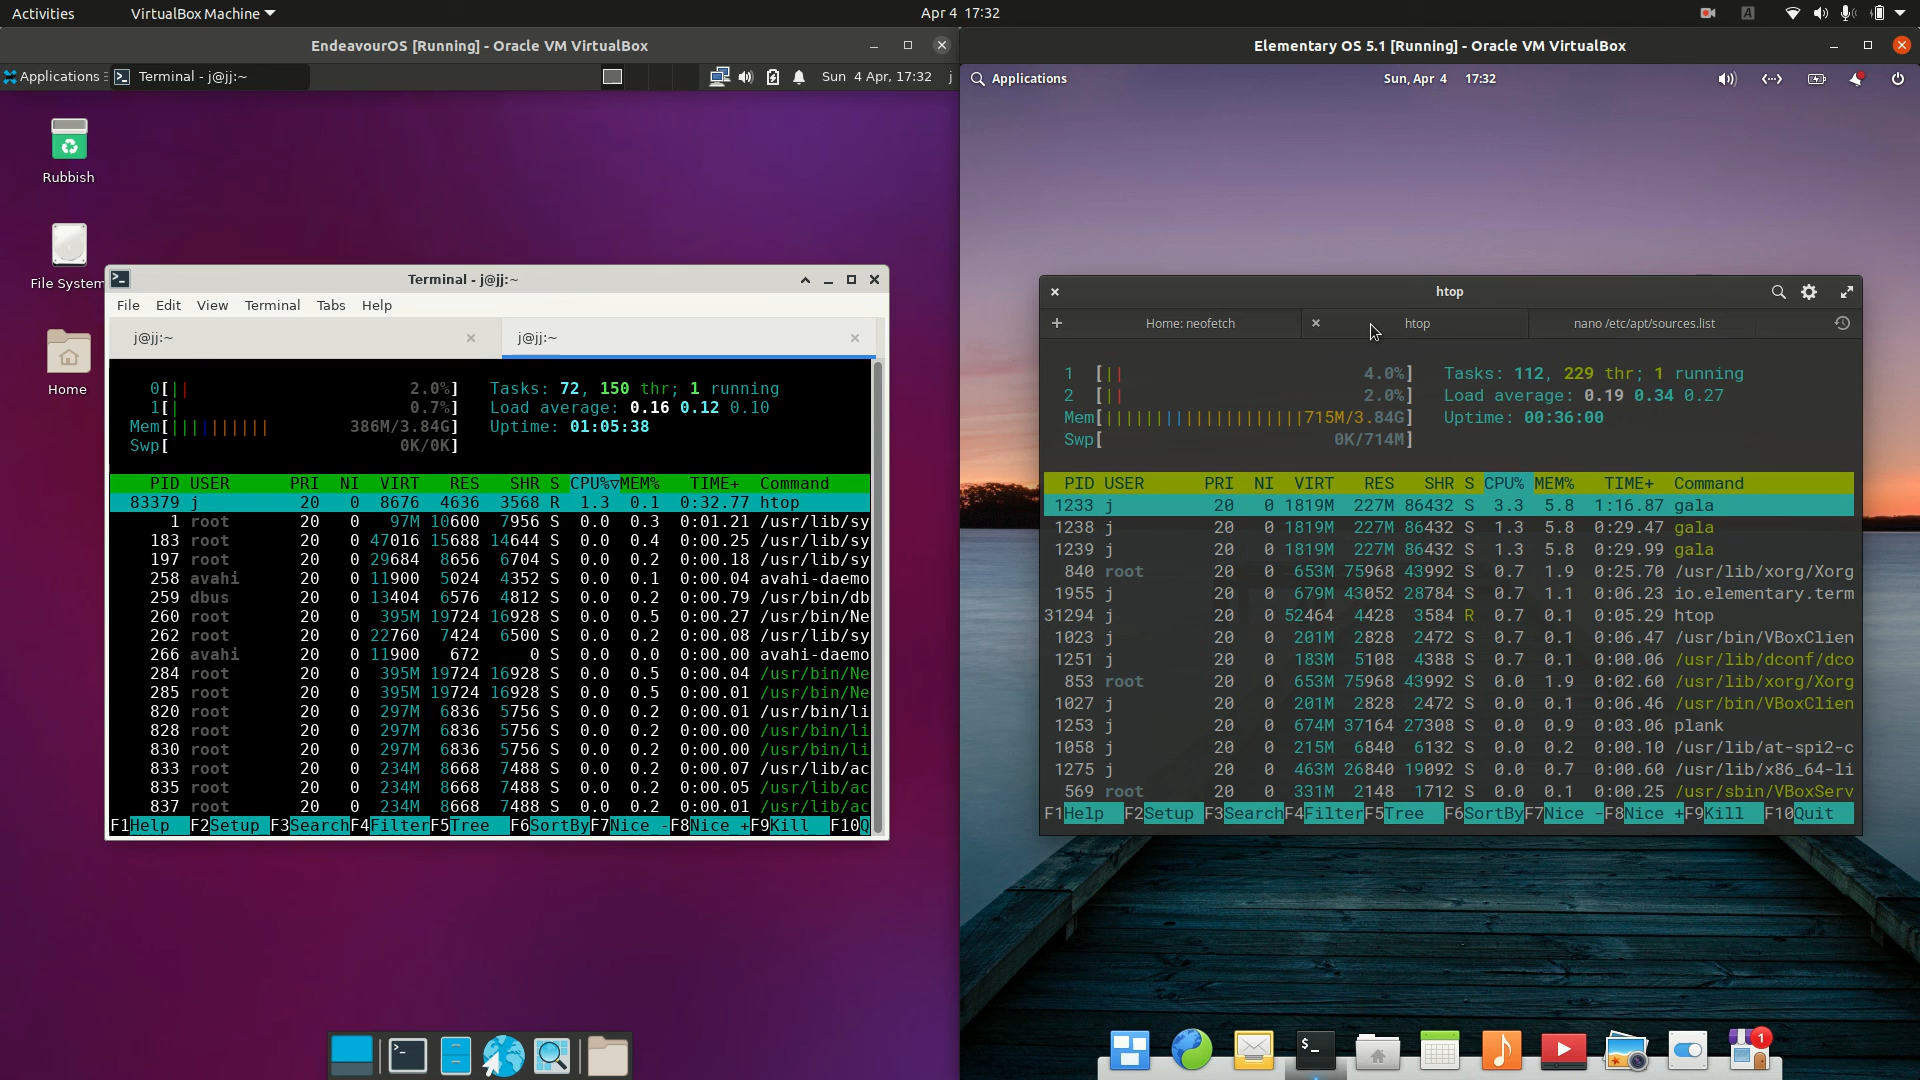 Activities
VirtualBox Machine
Apr 4 17:32
A
EndeavourOS [Running] - Oracle VM VirtualBox
Applications
Terminal - j@jj:~
Sun 4 Apr, 17:32
j
Rubbish
File System
Home
Terminal - j@jj:~
File Edit View Terminal Tabs Help
j@jj:~
j@jj:~
0[|| 2.0%] Tasks: 72, 150 thr; 1 running
1[| 0.7%] Load average: 0.16 0.12 0.10
Mem[|||||||||| 386M/3.84G] Uptime: 01:05:38
Swp[ 0K/0K]
PID USER PRI NI VIRT RES SHR S CPU%▽MEM% TIME+ Command
83379 j 20 0 8676 4636 3568 R 1.3 0.1 0:32.77 htop
1 root 20 0 97M 10600 7956 S 0.0 0.3 0:01.21 /usr/lib/sy
183 root 20 0 47016 15688 14644 S 0.0 0.4 0:00.25 /usr/lib/sy
197 root 20 0 29684 8656 6704 S 0.0 0.2 0:00.18 /usr/lib/sy
258 avahi 20 0 11900 5024 4352 S 0.0 0.1 0:00.04 avahi-daemo
259 dbus 20 0 13404 6576 4812 S 0.0 0.2 0:00.79 /usr/bin/db
260 root 20 0 395M 19724 16928 S 0.0 0.5 0:00.27 /usr/bin/Ne
262 root 20 0 22760 7424 6500 S 0.0 0.2 0:00.08 /usr/lib/sy
266 avahi 20 0 11900 672 0 S 0.0 0.0 0:00.00 avahi-daemo
284 root 20 0 395M 19724 16928 S 0.0 0.5 0:00.04 /usr/bin/Ne
285 root 20 0 395M 19724 16928 S 0.0 0.5 0:00.01 /usr/bin/Ne
820 root 20 0 297M 6836 5756 S 0.0 0.2 0:00.01 /usr/bin/li
828 root 20 0 297M 6836 5756 S 0.0 0.2 0:00.00 /usr/bin/li
830 root 20 0 297M 6836 5756 S 0.0 0.2 0:00.00 /usr/bin/li
833 root 20 0 234M 8668 7488 S 0.0 0.2 0:00.07 /usr/lib/ac
835 root 20 0 234M 8668 7488 S 0.0 0.2 0:00.05 /usr/lib/ac
837 root 20 0 234M 8668 7488 S 0.0 0.2 0:00.01 /usr/lib/ac
F1Help F2Setup F3SearchF4FilterF5Tree F6SortByF7Nice -F8Nice +F9Kill F10Q
Elementary OS 5.1 [Running] - Oracle VM VirtualBox
Applications
Sun, Apr 4 17:32
htop
Home: neofetch
htop
nano /etc/apt/sources.list
1 [|| 4.0%] Tasks: 112, 229 thr; 1 running
2 [|| 2.0%] Load average: 0.19 0.34 0.27
Mem[||||||||||||||||||||715M/3.84G] Uptime: 00:36:00
Swp[ 0K/714M]
PID USER PRI NI VIRT RES SHR S CPU% MEM% TIME+ Command
1233 j 20 0 1819M 227M 86432 S 3.3 5.8 1:16.87 gala
1238 j 20 0 1819M 227M 86432 S 1.3 5.8 0:29.47 gala
1239 j 20 0 1819M 227M 86432 S 1.3 5.8 0:29.99 gala
840 root 20 0 653M 75968 43992 S 0.7 1.9 0:25.70 /usr/lib/xorg/Xorg
1955 j 20 0 679M 43052 28784 S 0.7 1.1 0:06.23 io.elementary.term
31294 j 20 0 52464 4428 3584 R 0.7 0.1 0:05.29 htop
1023 j 20 0 201M 2828 2472 S 0.7 0.1 0:06.47 /usr/bin/VBoxClien
1251 j 20 0 183M 5108 4388 S 0.7 0.1 0:00.06 /usr/lib/dconf/dco
853 root 20 0 653M 75968 43992 S 0.0 1.9 0:02.60 /usr/lib/xorg/Xorg
1027 j 20 0 201M 2828 2472 S 0.0 0.1 0:06.46 /usr/bin/VBoxClien
1253 j 20 0 674M 37164 27308 S 0.0 0.9 0:03.06 plank
1058 j 20 0 215M 6840 6132 S 0.0 0.2 0:00.10 /usr/lib/at-spi2-c
1275 j 20 0 463M 26840 19092 S 0.0 0.7 0:00.60 /usr/lib/x86_64-li
569 root 20 0 331M 2148 1712 S 0.0 0.1 0:00.25 /usr/sbin/VBoxServ
F1Help F2Setup F3SearchF4FilterF5Tree F6SortByF7Nice -F8Nice +F9Kill F10Quit
1